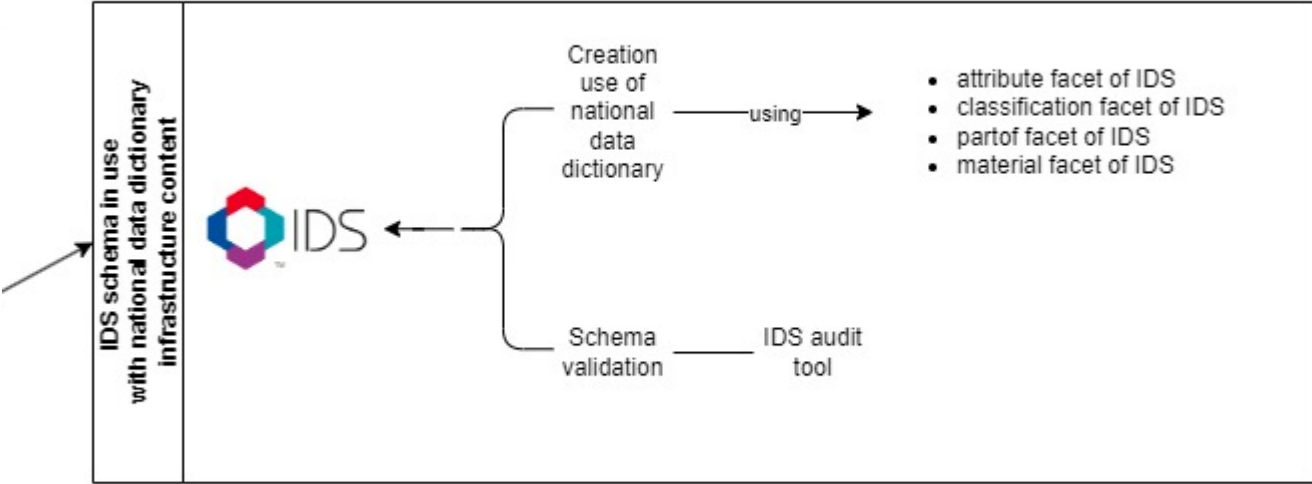 IDS schema in use
with national data dictionary
infrastructure content
IDS
™
Creation
use of
national
data
dictionary
using
• attribute facet of IDS
• classification facet of IDS
• partof facet of IDS
• material facet of IDS
Schema
validation
IDS audit
tool